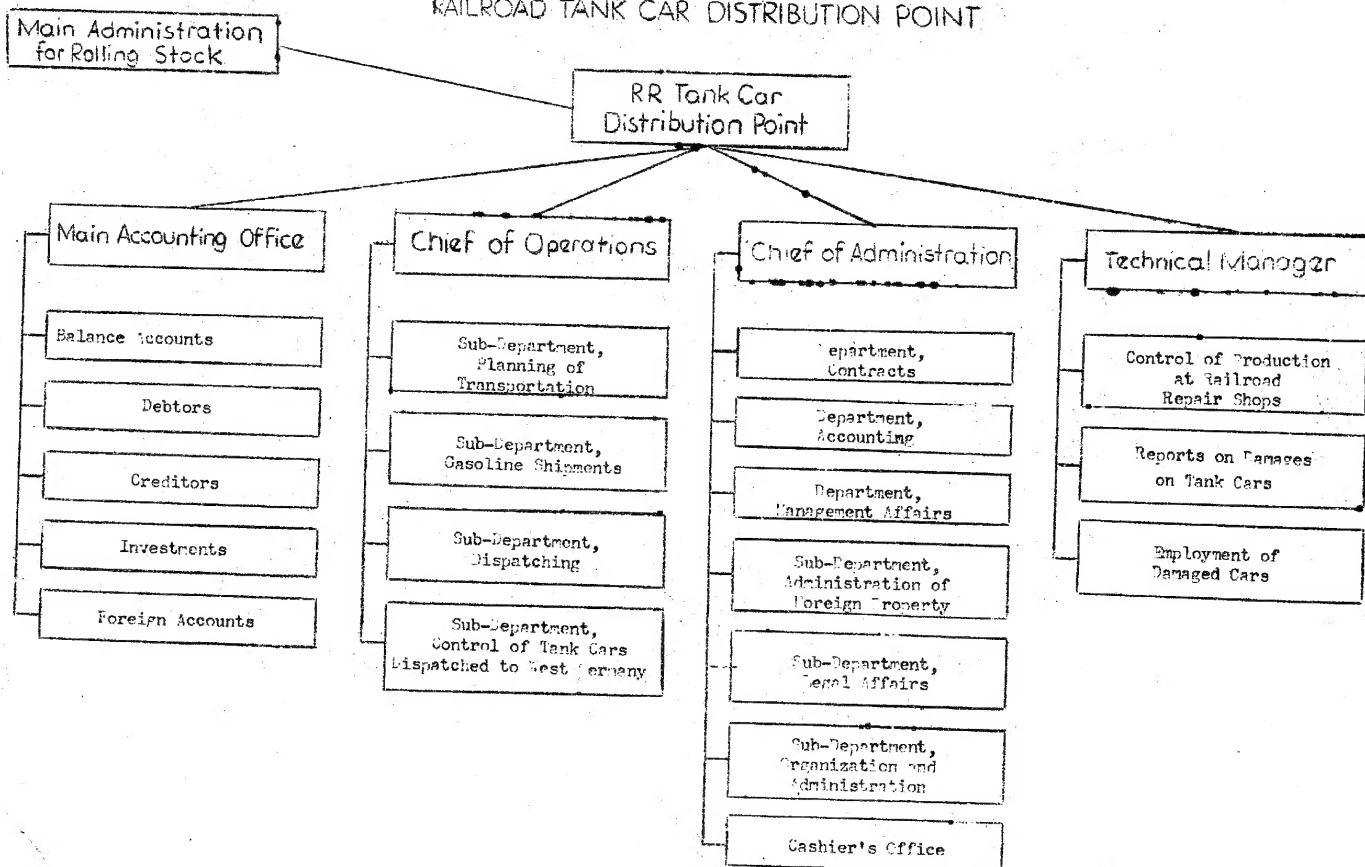 RAILROAD TANK CAR DISTRIBUTION POINT
Main Administration
for Rolling Stock
RR Tank Car
Distribution Point
Main Accounting Office
Balance Accounts
Debtors
Creditors
Investments
Foreign Accounts
Chief of Operations
Sub-Department,
Planning of
Transportation
Sub-Department,
Gasoline Shipments
Sub-Department,
Dispatching
Sub-Department,
Control of Tank Cars
Dispatched to West Germany
Chief of Administration
Department,
Contracts
Department,
Accounting
Department,
Management Affairs
Sub-Department,
Administration of
Foreign Property
Sub-Department,
Legal Affairs
Sub-Department,
Organization and
Administration
Cashier's Office
Technical Manager
Control of Production
at Railroad
Repair Shops
Reports on Damages
on Tank Cars
Employment of
Damaged Cars